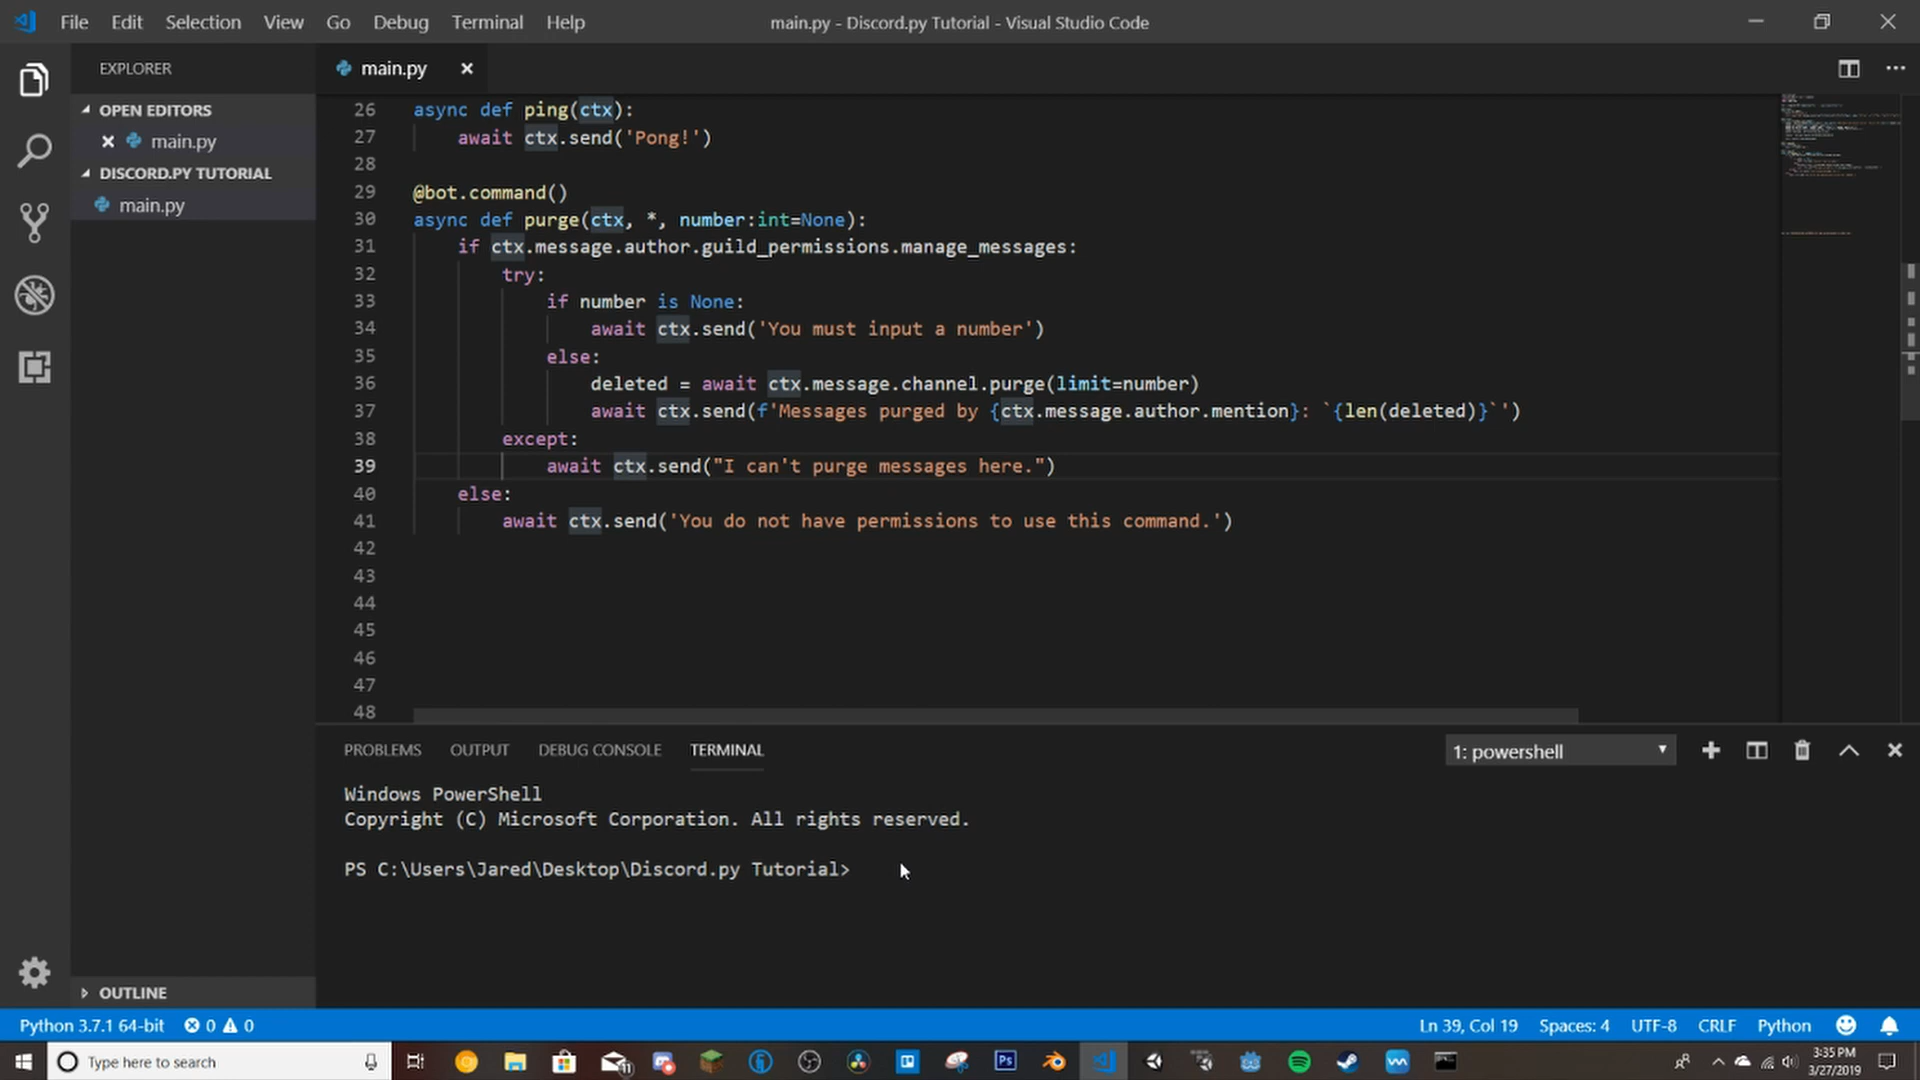 File Edit Selection View Go Debug Terminal Help
main.py - Discord.py Tutorial - Visual Studio Code
EXPLORER
OPEN EDITORS
main.py
DISCORD.PY TUTORIAL
main.py
OUTLINE
main.py
26 async def ping(ctx):
27     await ctx.send('Pong!')
28
29 @bot.command()
30 async def purge(ctx, *, number:int=None):
31     if ctx.message.author.guild_permissions.manage_messages:
32         try:
33             if number is None:
34                 await ctx.send('You must input a number')
35             else:
36                 deleted = await ctx.message.channel.purge(limit=number)
37                 await ctx.send(f'Messages purged by {ctx.message.author.mention}: `{len(deleted)}`')
38         except:
39             await ctx.send("I can't purge messages here.")
40     else:
41         await ctx.send('You do not have permissions to use this command.')
42
43
44
45
46
47
48
PROBLEMS OUTPUT DEBUG CONSOLE TERMINAL
1: powershell
Windows PowerShell
Copyright (C) Microsoft Corporation. All rights reserved.
PS C:\Users\Jared\Desktop\Discord.py Tutorial>
Python 3.7.1 64-bit 0 0
Ln 39, Col 19 Spaces: 4 UTF-8 CRLF Python
Type here to search
11
Ps
3:35 PM
3/27/2019